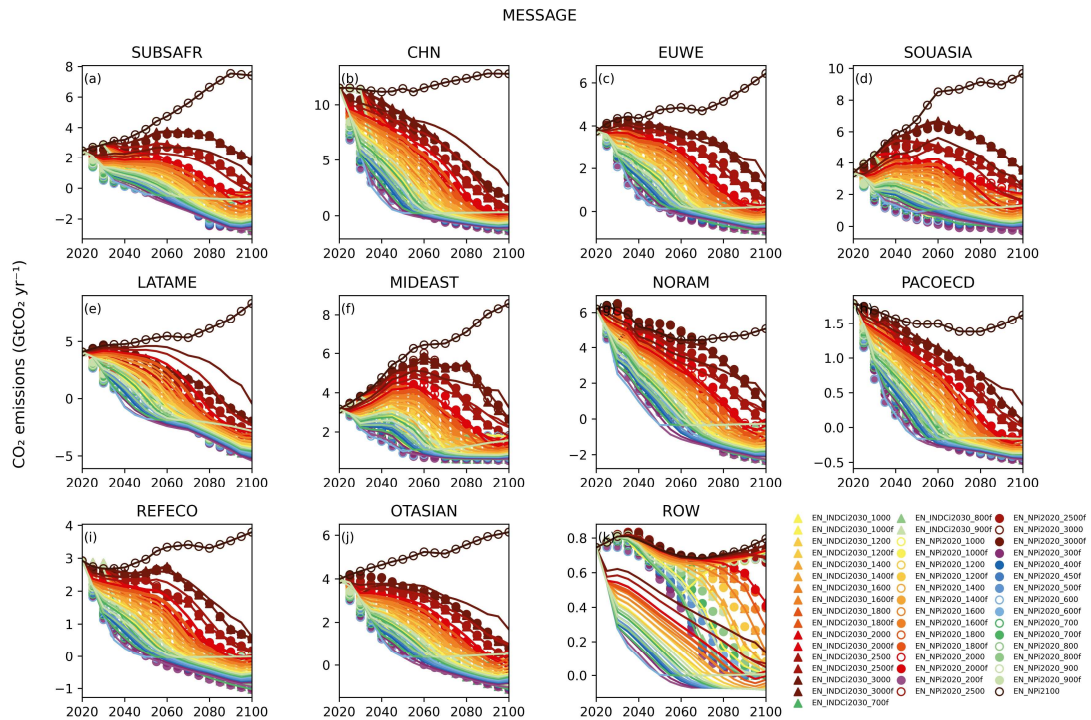 MESSAGE
SUBSAFR CHN EUWE SOUASIA
(a) (b) (c) (d)
8 6 4 2 0 −2
10 5 0
6 4 2 0
10 8 6 4 2 0
2020 2040 2060 2080 2100 2020 2040 2060 2080 2100 2020 2040 2060 2080 2100 2020 2040 2060 2080 2100
CO₂ emissions (GtCO₂ yr⁻¹)
LATAME MIDEAST NORAM PACOECD
(e) (f)
5 0 −5
8 6 4 2
6 4 2 0 −2
1.5 1.0 0.5 0.0 −0.5
2020 2040 2060 2080 2100 2020 2040 2060 2080 2100 2020 2040 2060 2080 2100 2020 2040 2060 2080 2100
REFECO OTASIAN ROW
(i) (j) (k)
4 3 2 1 0 −1
6 4 2 0
0.8 0.6 0.4 0.2 0.0
2020 2040 2060 2080 2100 2020 2040 2060 2080 2100 2020 2040 2060 2080 2100
EN_INDCi2030_1000
EN_INDCi2030_1000f
EN_INDCi2030_1200
EN_INDCi2030_1200f
EN_INDCi2030_1400
EN_INDCi2030_1400f
EN_INDCi2030_1600
EN_INDCi2030_1600f
EN_INDCi2030_1800
EN_INDCi2030_1800f
EN_INDCi2030_2000
EN_INDCi2030_2000f
EN_INDCi2030_2500
EN_INDCi2030_2500f
EN_INDCi2030_3000
EN_INDCi2030_3000f
EN_INDCi2030_700f
EN_INDCi2030_800f
EN_INDCi2030_900f
EN_NPi2020_1000
EN_NPi2020_1000f
EN_NPi2020_1200
EN_NPi2020_1200f
EN_NPi2020_1400
EN_NPi2020_1400f
EN_NPi2020_1600
EN_NPi2020_1600f
EN_NPi2020_1800
EN_NPi2020_1800f
EN_NPi2020_2000
EN_NPi2020_2000f
EN_NPi2020_200f
EN_NPi2020_2500
EN_NPi2020_2500f
EN_NPi2020_3000
EN_NPi2020_3000f
EN_NPi2020_300f
EN_NPi2020_400f
EN_NPi2020_450f
EN_NPi2020_500f
EN_NPi2020_600
EN_NPi2020_600f
EN_NPi2020_700
EN_NPi2020_700f
EN_NPi2020_800
EN_NPi2020_800f
EN_NPi2020_900
EN_NPi2020_900f
EN_NPi2100